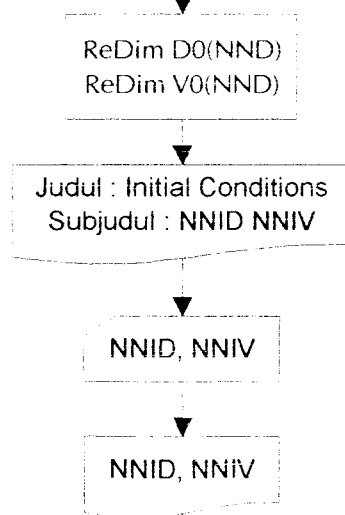 ReDim D0(NND)
ReDim V0(NND)
Judul : Initial Conditions
Subjudul : NNID NNIV
NNID, NNIV
NNID, NNIV